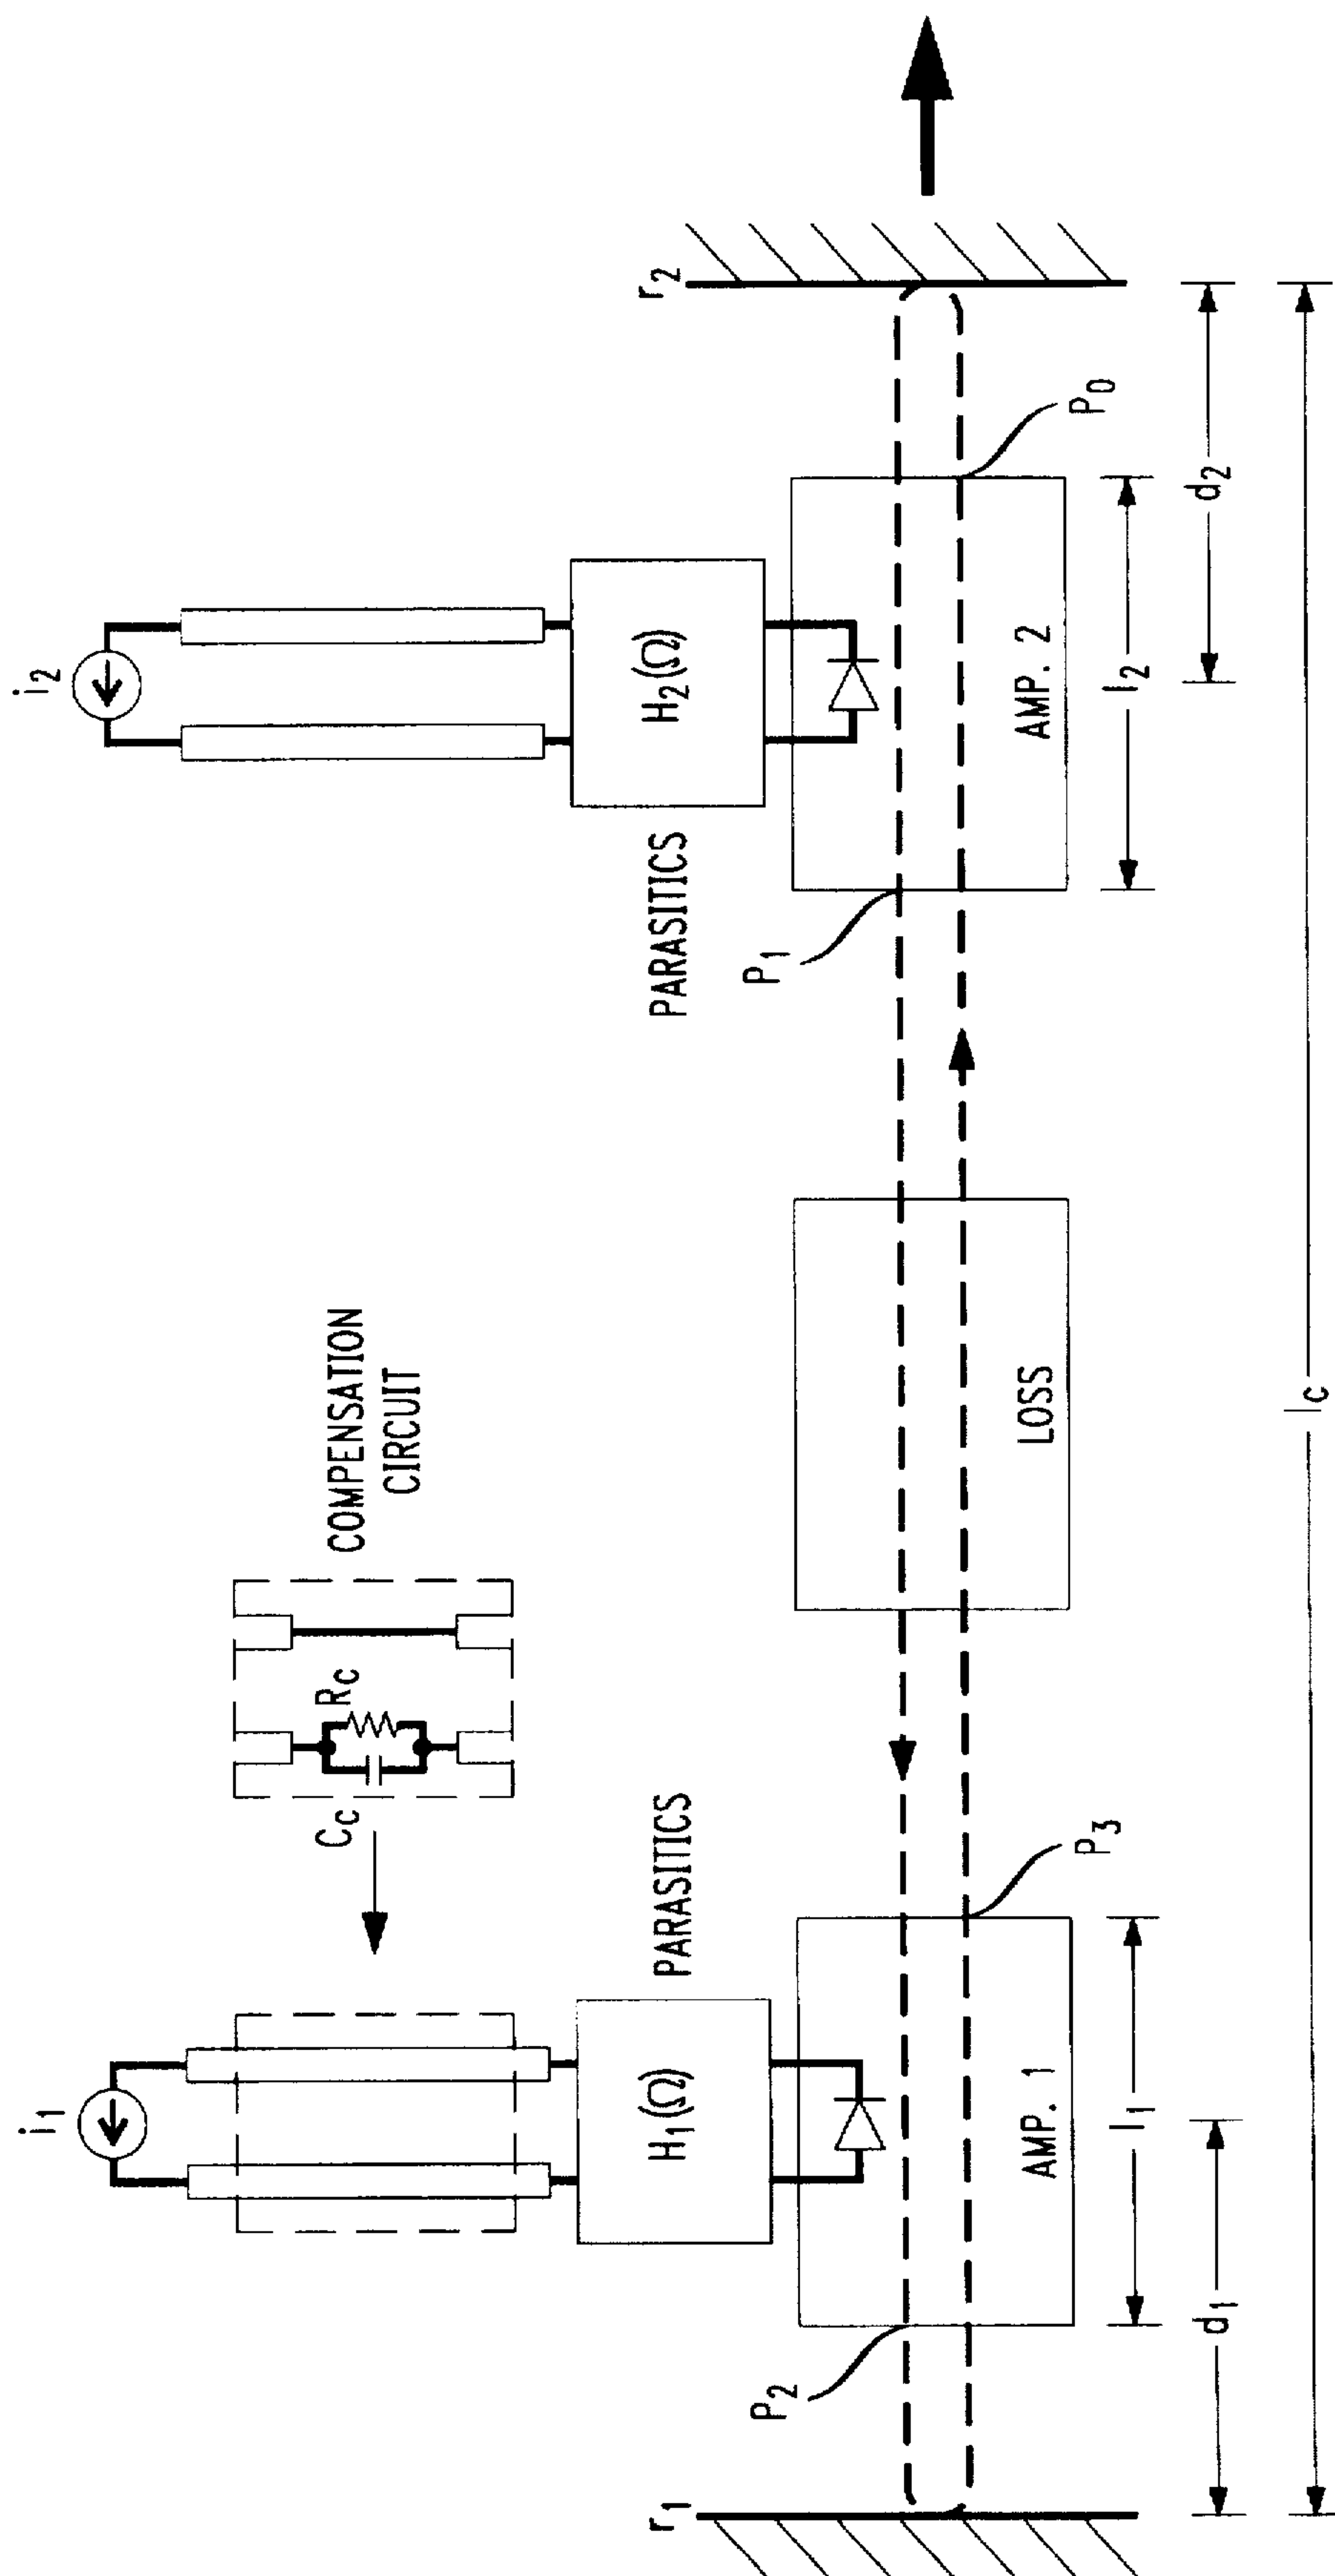 i1
i2
COMPENSATION
CIRCUIT
Cc
Rc
PARASITICS
PARASITICS
H1(Ω)
H2(Ω)
r1
r2
P2
P1
AMP. 1
LOSS
AMP. 2
P3
P0
l1
l2
d1
d2
lc